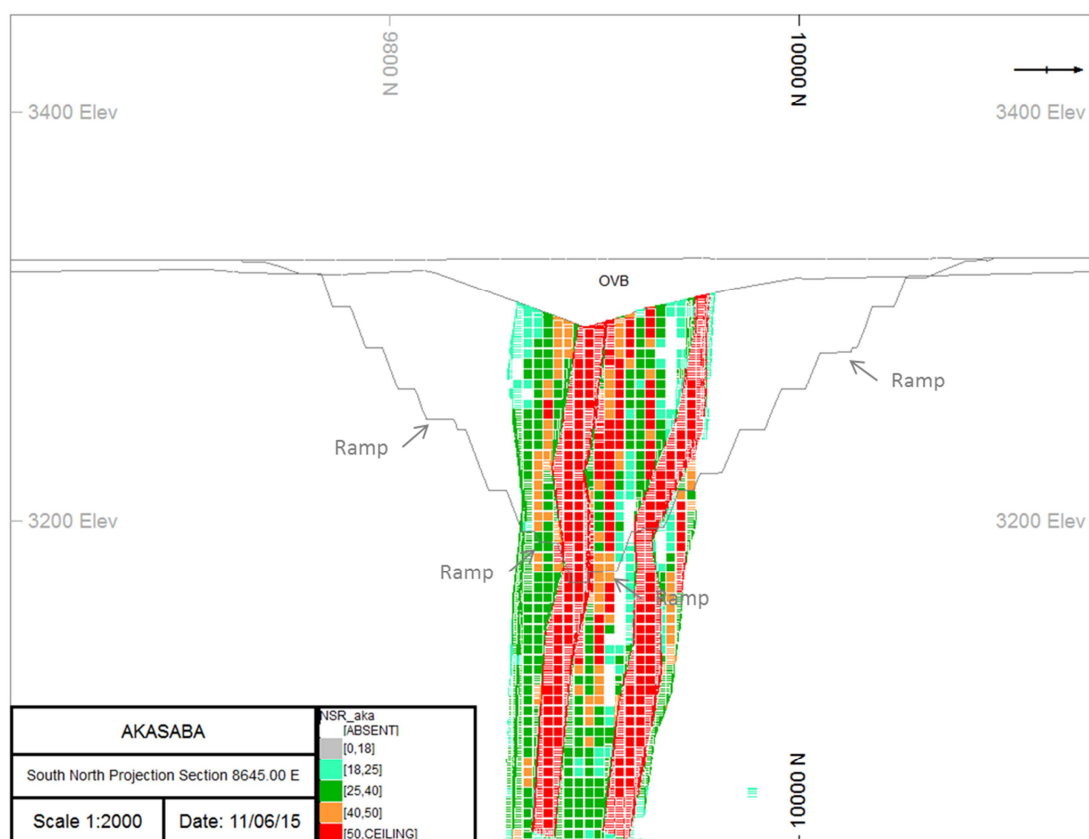 9800 N
10000 N
3400 Elev
3400 Elev
OVB
Ramp
Ramp
3200 Elev
3200 Elev
Ramp
Ramp
AKASABA
South North Projection Section 8645.00 E
Scale 1:2000
Date: 11/06/15
NSR_aka
[ABSENT]
[0,18]
[18,25]
[25,40]
[40,50]
[50,CEILING]
10000 N